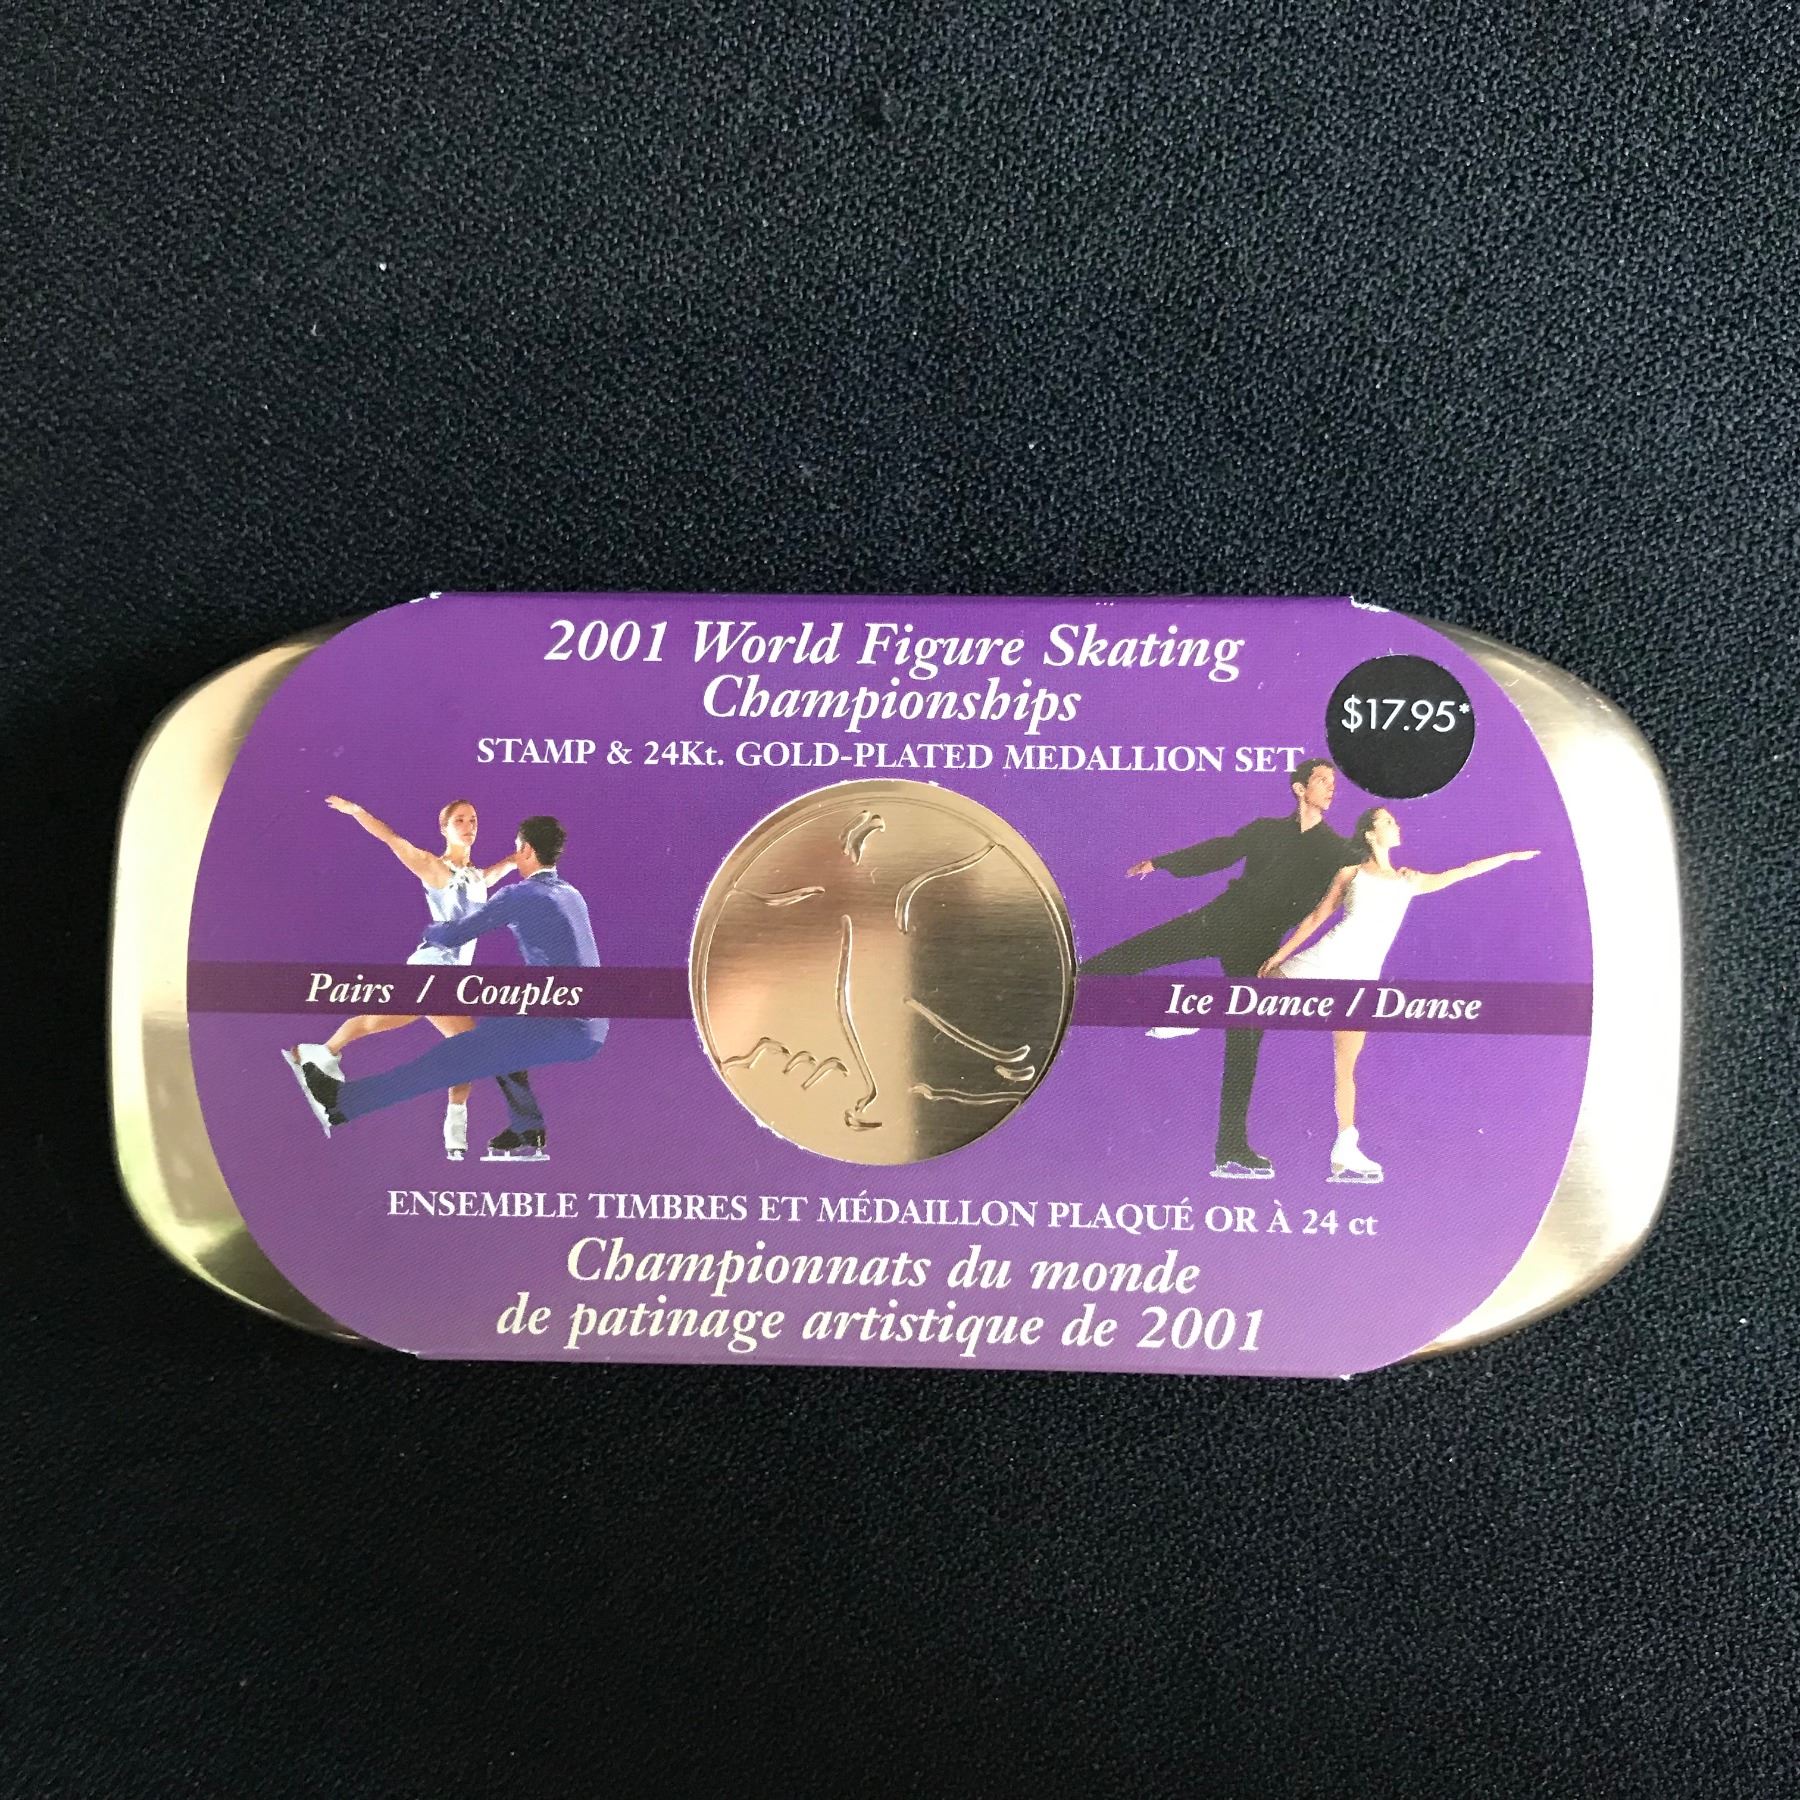 2001 World Figure Skating
Championships
STAMP & 24Kt. GOLD-PLATED MEDALLION SET
$17.95*
Pairs / Couples
Ice Dance / Danse
ENSEMBLE TIMBRES ET MÉDAILLON PLAQUÉ OR À 24 ct
Championnats du monde
de patinage artistique de 2001